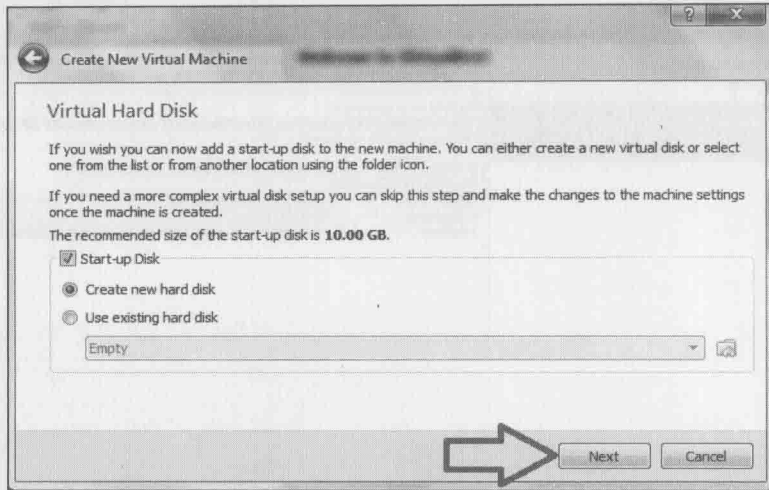 Create New Virtual Machine
Virtual Hard Disk
If you wish you can now add a start-up disk to the new machine. You can either create a new virtual disk or select
one from the list or from another location using the folder icon.
If you need a more complex virtual disk setup you can skip this step and make the changes to the machine settings
once the machine is created.
The recommended size of the start-up disk is 10.00 GB.
Start-up Disk
Create new hard disk
Use existing hard disk
Empty
Next
Cancel